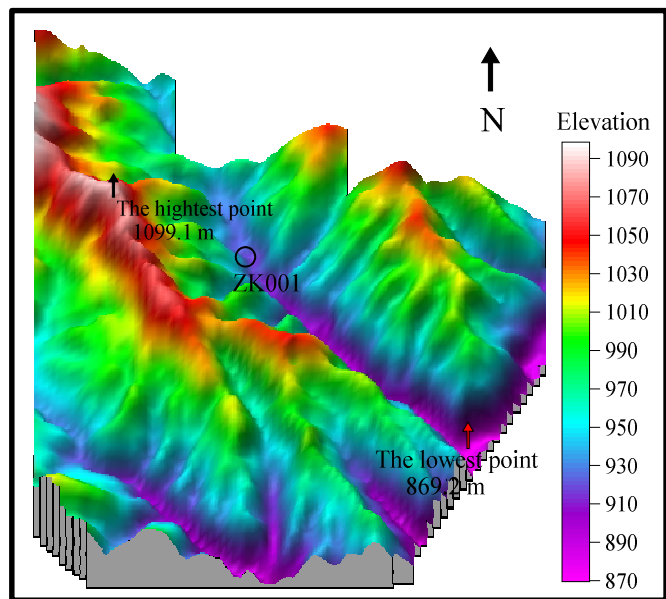 N
Elevation
1090
1070
1050
1030
1010
990
970
950
930
910
890
870
The highest point
1099.1 m
ZK001
The lowest point
869.2 m